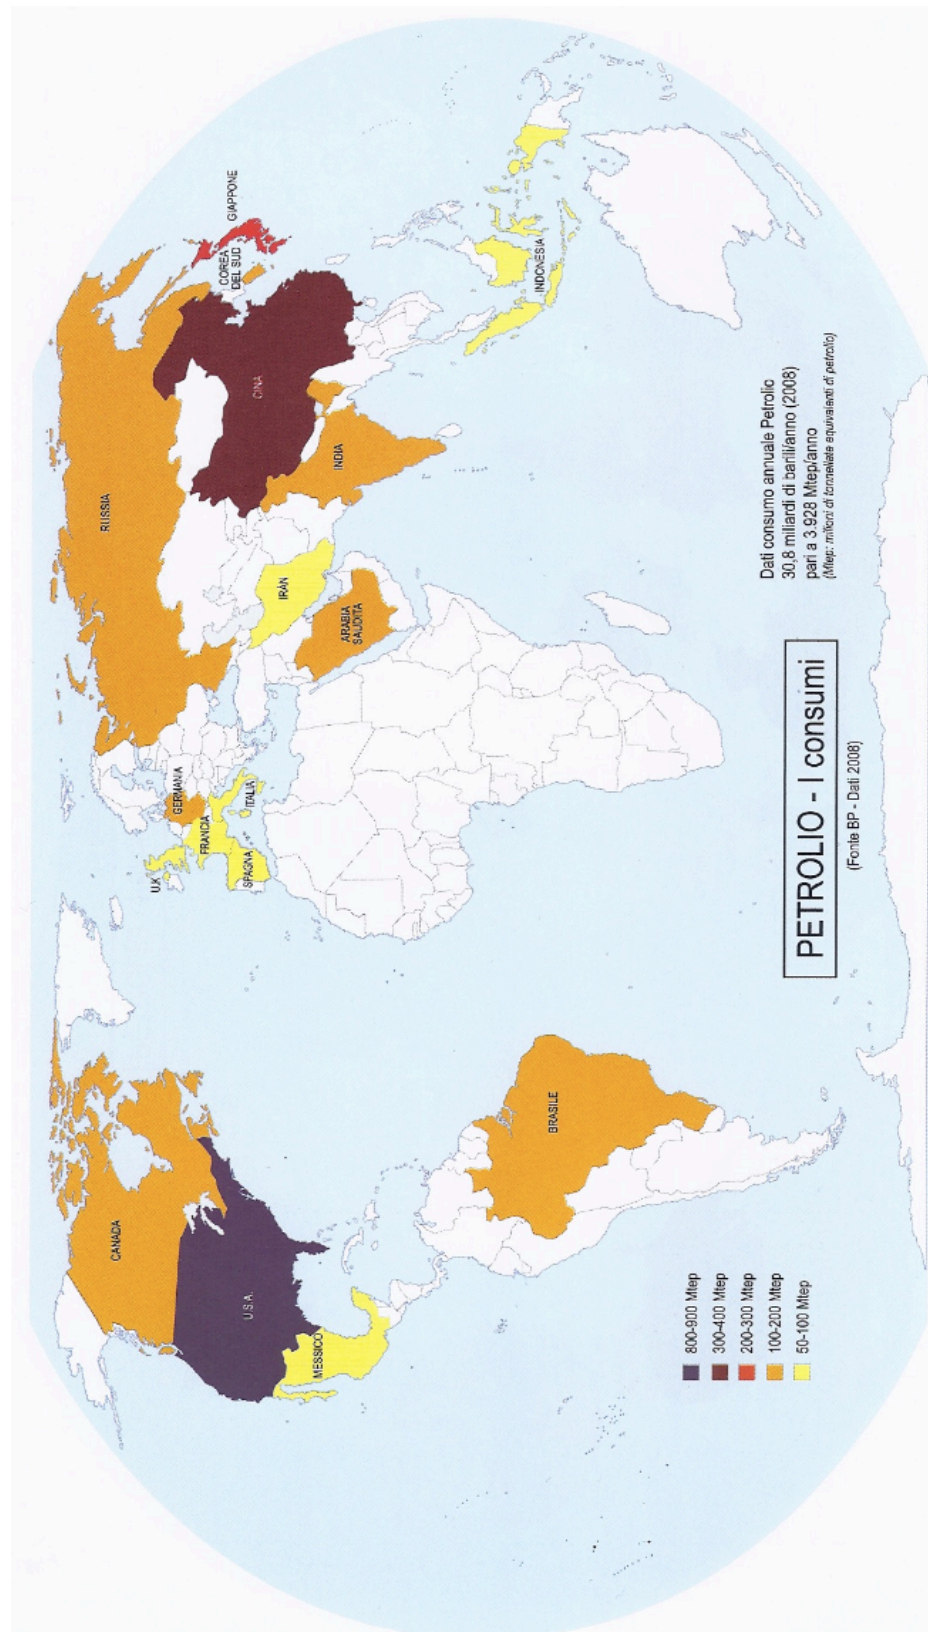 PETROLIO - I consumi
(Fonte BP - Dati 2008)
Dati consumo annuale Petrolio
30,8 miliardi di barili/anno (2008)
pari a 3.928 Mtep/anno
(Mtep: milioni di tonnellate equivalenti di petrolio)
800-900 Mtep
300-400 Mtep
200-300 Mtep
100-200 Mtep
50-100 Mtep
CANADA
U.S.A.
MESSICO
BRASILE
U.K
FRANCIA
SPAGNA
GERMANIA
ITALIA
RUSSIA
ARABIA
SAUDITA
IRÀN
INDIA
CINA
COREA
DEL SUD
GIAPPONE
INDONESIA